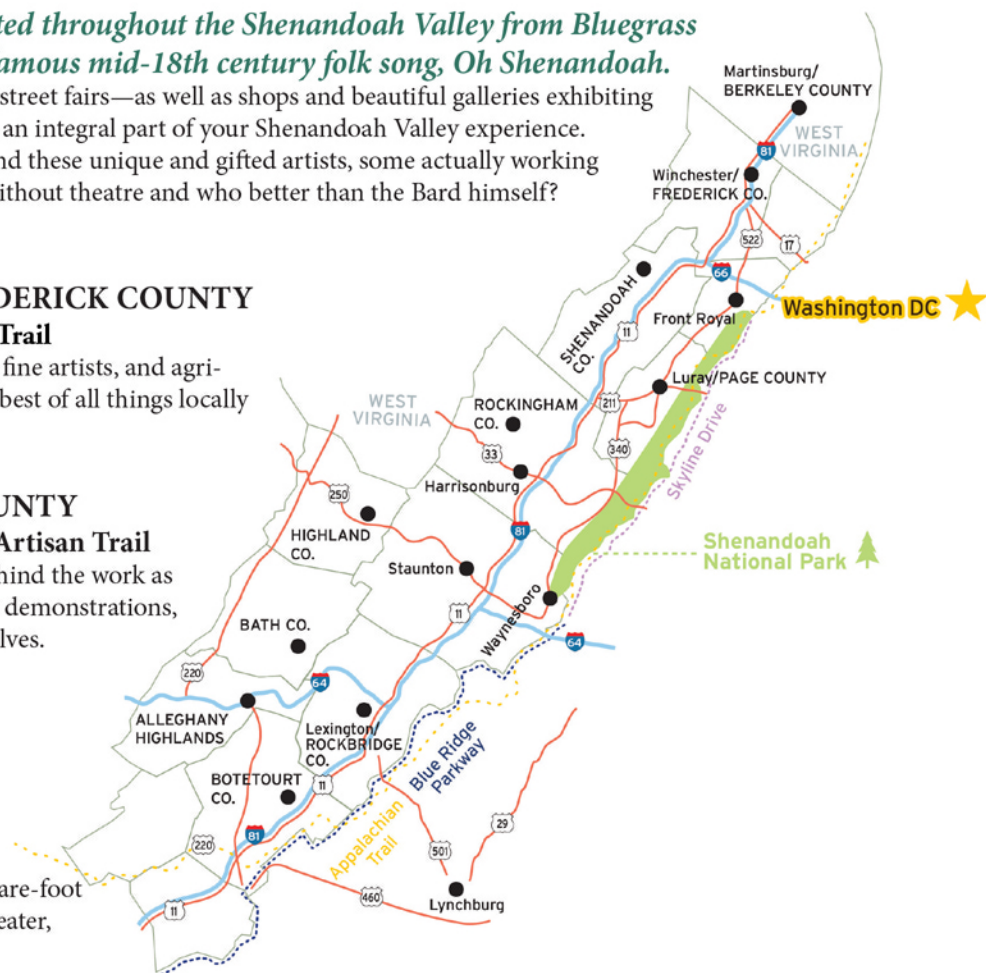 ted throughout the Shenandoah Valley from Bluegrass
amous mid-18th century folk song, Oh Shenandoah.
street fairs—as well as shops and beautiful galleries exhibiting
an integral part of your Shenandoah Valley experience.
nd these unique and gifted artists, some actually working
ithout theatre and who better than the Bard himself?
DERICK COUNTY
Trail
fine artists, and agri-
best of all things locally
UNTY
Artisan Trail
hind the work as
demonstrations,
lves.
are-foot
eater,
Martinsburg/
BERKELEY COUNTY
WEST
VIRGINIA
81
Winchester/
FREDERICK CO.
522
17
66
SHENANDOAH
CO.
Front Royal
Washington DC
11
Luray/PAGE COUNTY
211
WEST
VIRGINIA
ROCKINGHAM
CO.
33
340
Skyline Drive
Harrisonburg
250
HIGHLAND
CO.
81
Shenandoah
National Park
Staunton
11
Waynesboro
64
BATH CO.
220
64
ALLEGHANY
HIGHLANDS
Lexington/
ROCKBRIDGE
CO.
Blue Ridge
Parkway
BOTETOURT
CO.
11
Appalachian
Trail
29
81
220
501
460
Lynchburg
11